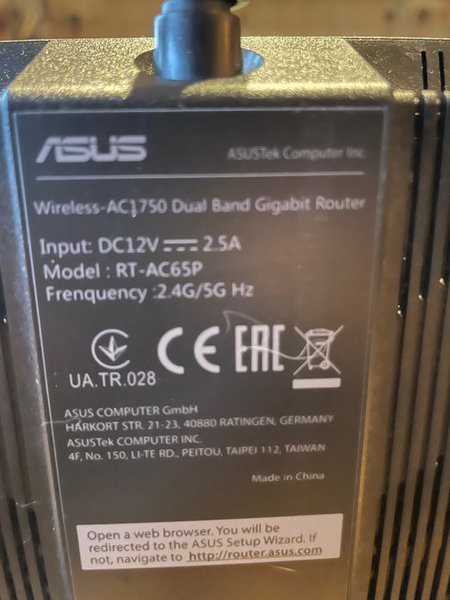 ASUS
ASUSTek Computer Inc.
Wireless-AC1750 Dual Band Gigabit Router
Input: DC12V ⎓ 2.5A
Model : RT-AC65P
Frenquency :2.4G/5G Hz
CE EAC
UA.TR.028
ASUS COMPUTER GmbH
HARKORT STR. 21-23, 40880 RATINGEN, GERMANY
ASUSTek COMPUTER INC.
4F, No. 150, LI-TE RD., PEITOU, TAIPEI 112, TAIWAN
Made in China
Open a web browser. You will be
redirected to the ASUS Setup Wizard. If
not, navigate to http://router.asus.com